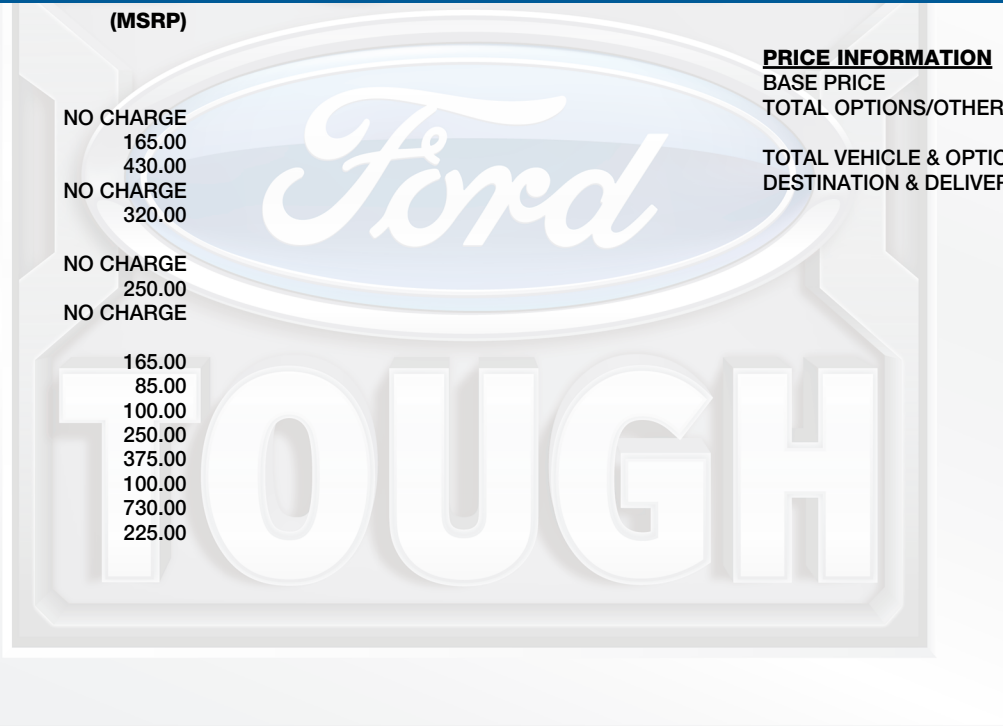 (MSRP)
NO CHARGE
165.00
430.00
NO CHARGE
320.00
NO CHARGE
250.00
NO CHARGE
165.00
85.00
100.00
250.00
375.00
100.00
730.00
225.00
PRICE INFORMATION
BASE PRICE
TOTAL OPTIONS/OTHER
TOTAL VEHICLE & OPTIO
DESTINATION & DELIVER
Ford
TOUGH